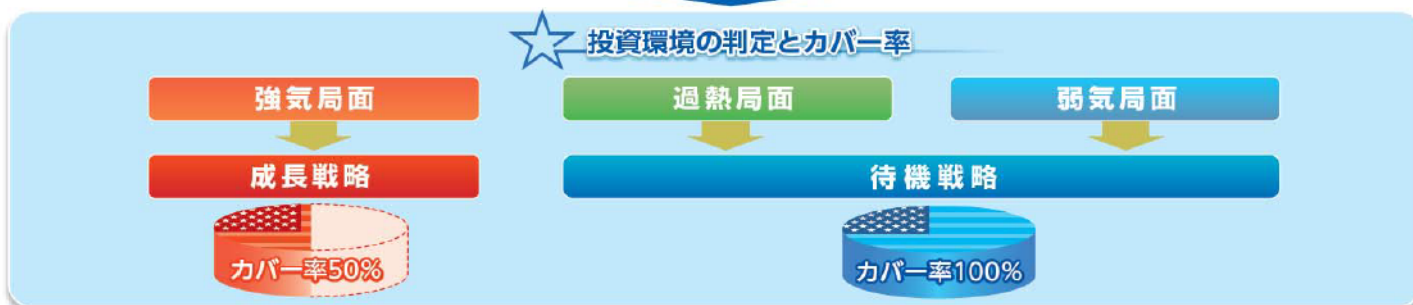 投資環境の判定とカバー率
強気局面
過熱局面
弱気局面
成長戦略
待機戦略
カバー率50%
カバー率100%